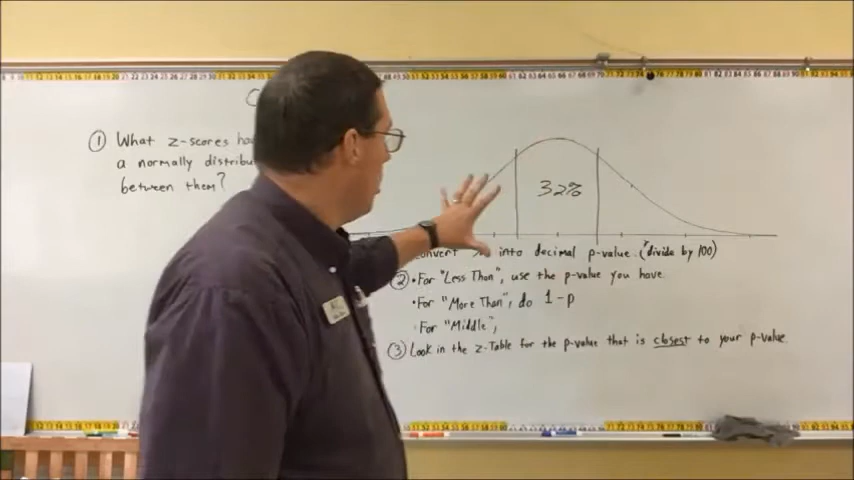 ① What z-scores
a normally
between them?
32%
convert % into decimal p-value. (divide by 100)
② • For "Less Than", use the p-value you have.
• For "More Than", do 1-p
• For "Middle",
③ Look in the z-Table for the p-value that is closest to your p-value.